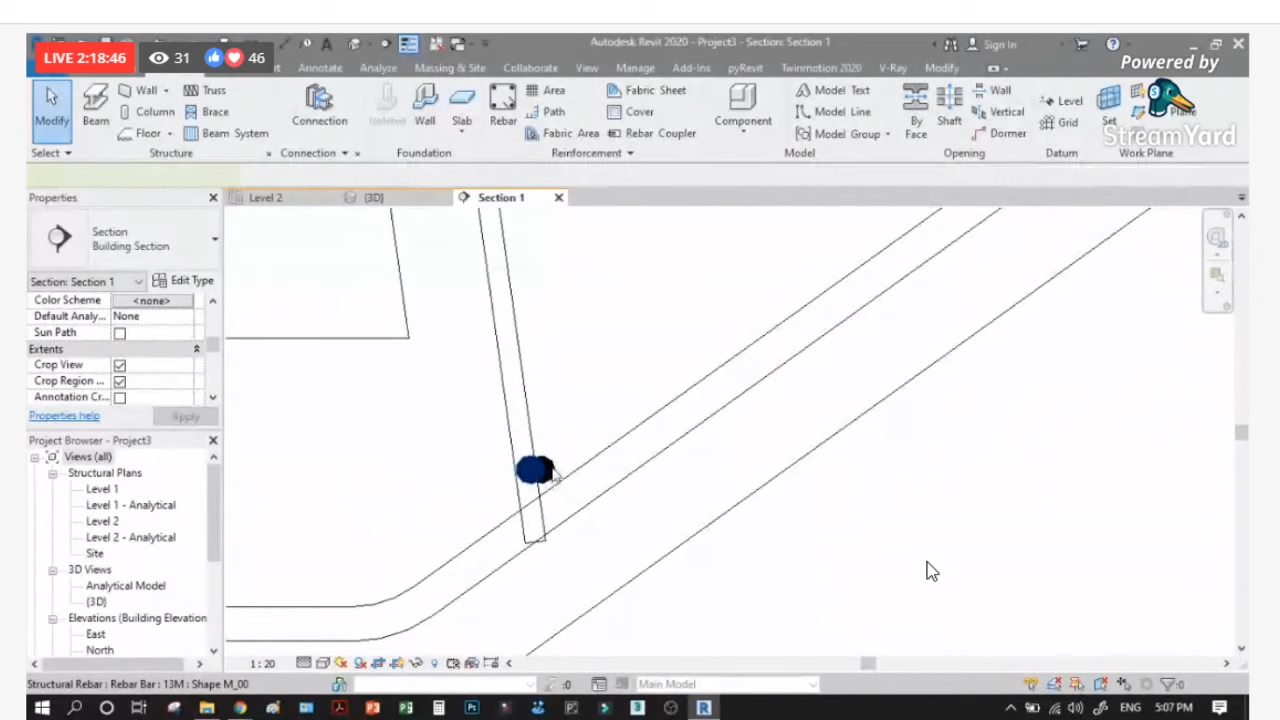 Autodesk Revit 2020 - Project3 - Section: Section 1
Sign In
LIVE 2:18:46
31
46
Annotate
Analyze
Massing & Site
Collaborate
View
Manage
Add-Ins
pyRevit
Twinmotion 2020
V-Ray
Modify
Powered by
StreamYard
Modify
Beam
Wall
Truss
Column
Brace
Floor
Beam System
Connection
Isolated
Wall
Slab
Rebar
Area
Fabric Sheet
Path
Cover
Fabric Area
Rebar Coupler
Component
Model Text
Model Line
Model Group
By
Face
Shaft
Wall
Vertical
Dormer
Level
Grid
Set
Plane
Select
Structure
Connection
Foundation
Reinforcement
Model
Opening
Datum
Work Plane
Properties
Level 2
{3D}
Section 1
Section
Building Section
Section: Section 1
Edit Type
Color Scheme
<none>
Default Analy...
None
Sun Path
Extents
Crop View
Crop Region ...
Annotation Cr...
Properties help
Apply
Project Browser - Project3
Views (all)
Structural Plans
Level 1
Level 1 - Analytical
Level 2
Level 2 - Analytical
Site
3D Views
Analytical Model
{3D}
Elevations (Building Elevation
East
North
1 : 20
Structural Rebar : Rebar Bar : 13M : Shape M_00
:0
Main Model
:0
ENG
5:07 PM